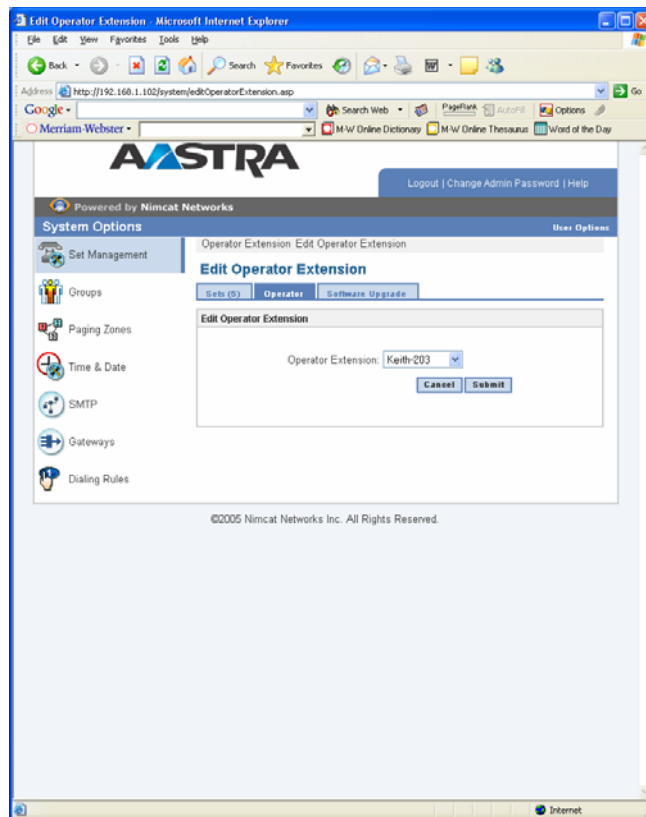 Edit Operator Extension - Microsoft Internet Explorer
File Edit View Favorites Tools Help
Back Search Favorites
Address http://192.168.1.102/system/editOperatorExtension.asp Go
Google Search Web PageRank AutoFill Options
Merriam-Webster M-W Online Dictionary M-W Online Thesaurus Word of the Day
AASTRA
Logout | Change Admin Password | Help
Powered by Nimcat Networks
System Options User Options
Set Management
Groups
Paging Zones
Time & Date
SMTP
Gateways
Dialing Rules
Operator Extension Edit Operator Extension
Edit Operator Extension
Sets (5) Operator Software Upgrade
Edit Operator Extension
Operator Extension: Keith-203
Cancel Submit
©2005 Nimcat Networks Inc. All Rights Reserved.
Internet